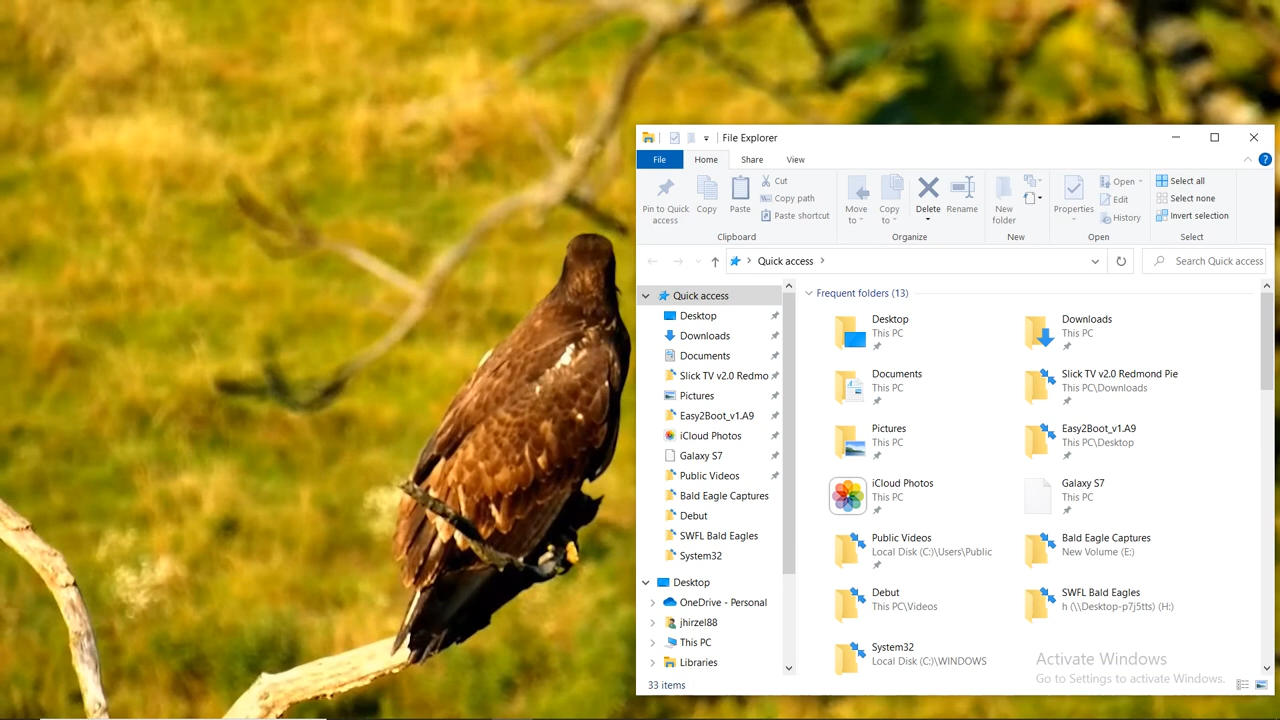 File Explorer
File
Home
Share
View
Pin to Quick access
Copy
Paste
Cut
Copy path
Paste shortcut
Clipboard
Move to
Copy to
Delete
Rename
Organize
New folder
New
Properties
Open
Edit
History
Open
Select all
Select none
Invert selection
Select
Quick access
Search Quick access
Quick access
Desktop
Downloads
Documents
Slick TV v2.0 Redmo
Pictures
Easy2Boot_v1.A9
iCloud Photos
Galaxy S7
Public Videos
Bald Eagle Captures
Debut
SWFL Bald Eagles
System32
Desktop
OneDrive - Personal
jhirzel88
This PC
Libraries
Frequent folders (13)
Desktop
This PC
Downloads
This PC
Documents
This PC
Slick TV v2.0 Redmond Pie
This PC\Downloads
Pictures
This PC
Easy2Boot_v1.A9
This PC\Desktop
iCloud Photos
This PC
Galaxy S7
This PC
Public Videos
Local Disk (C:)\Users\Public
Bald Eagle Captures
New Volume (E:)
Debut
This PC\Videos
SWFL Bald Eagles
h (\\Desktop-p7j5tts) (H:)
System32
Local Disk (C:)\WINDOWS
Activate Windows
Go to Settings to activate Windows.
33 items